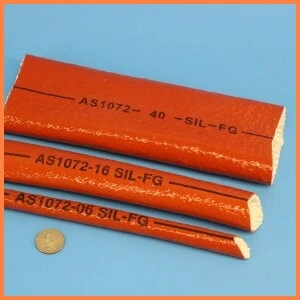 AS1072- 40 -SIL-FG
AS1072-16 SIL-FG
AS1072-06 SIL-FG